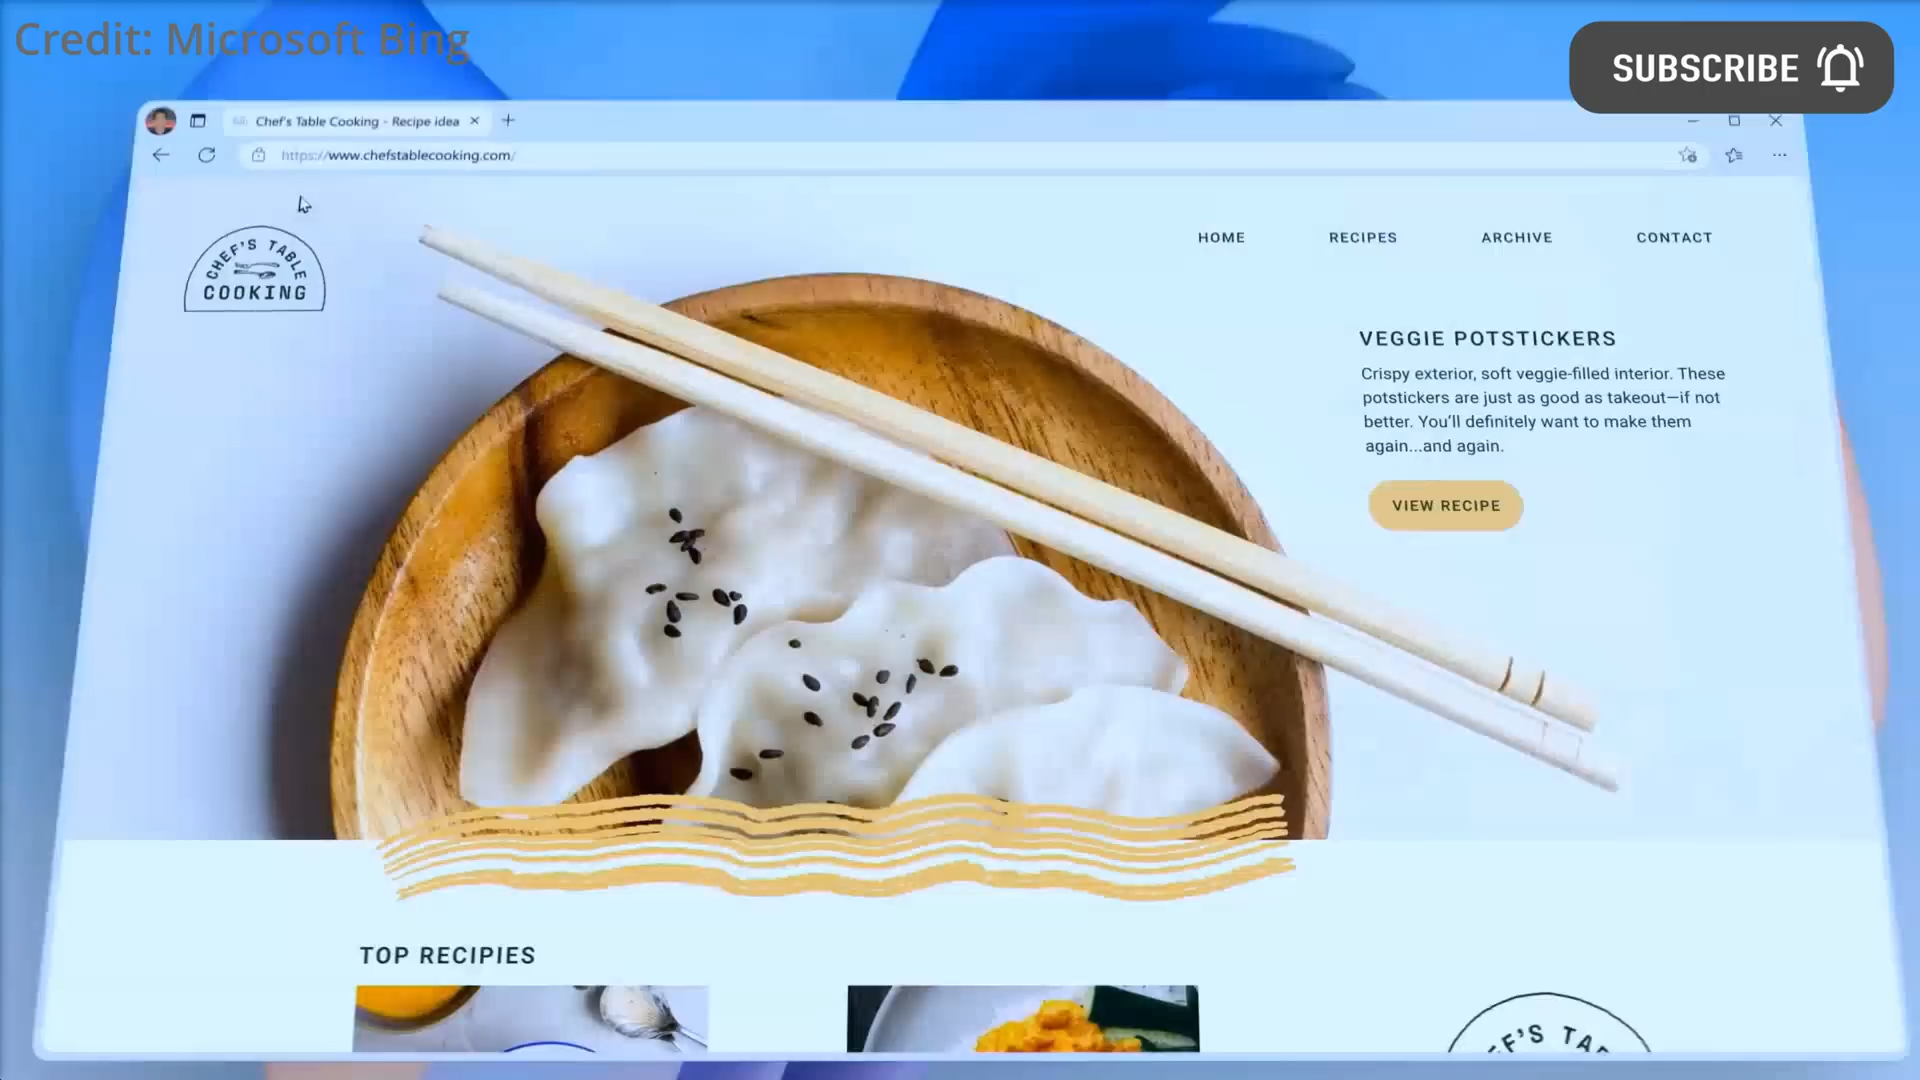 Credit: Microsoft Bing
SUBSCRIBE
Chef's Table Cooking - Recipe idea
https://www.chefstablecooking.com/
CHEF'S TABLE
COOKING
HOME
RECIPES
ARCHIVE
CONTACT
VEGGIE POTSTICKERS
Crispy exterior, soft veggie-filled interior. These
potstickers are just as good as takeout—if not
better. You'll definitely want to make them
again...and again.
VIEW RECIPE
TOP RECIPIES
EF'S TAB